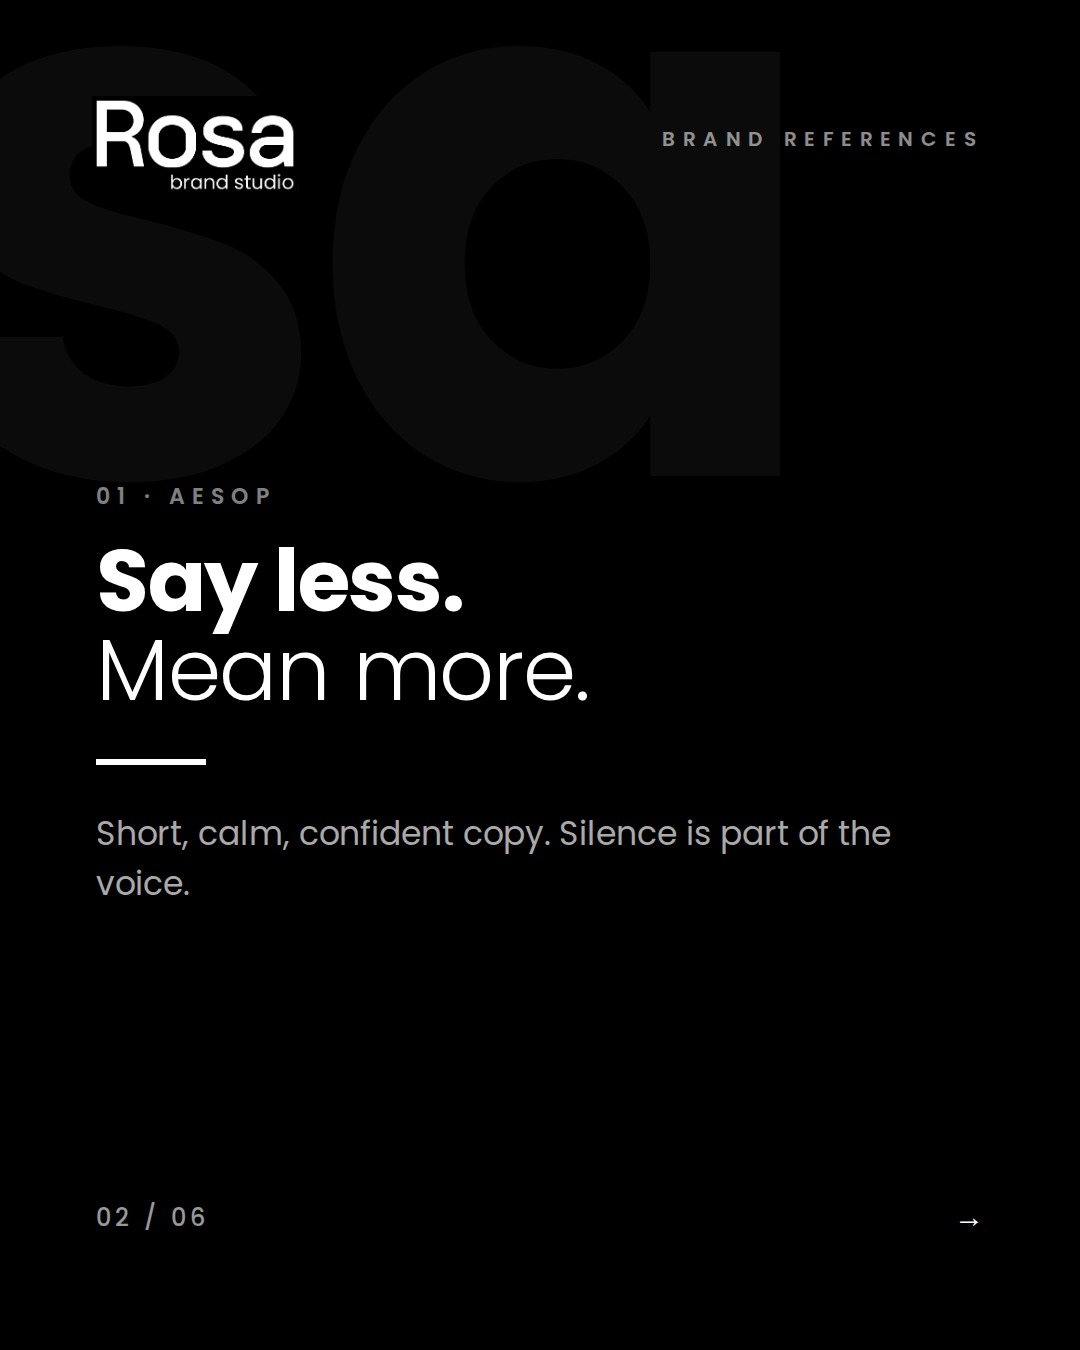 sa
Rosa
brand studio
BRAND REFERENCES
01 · AESOP
Say less.
Mean more.
Short, calm, confident copy. Silence is part of the
voice.
02 / 06
→